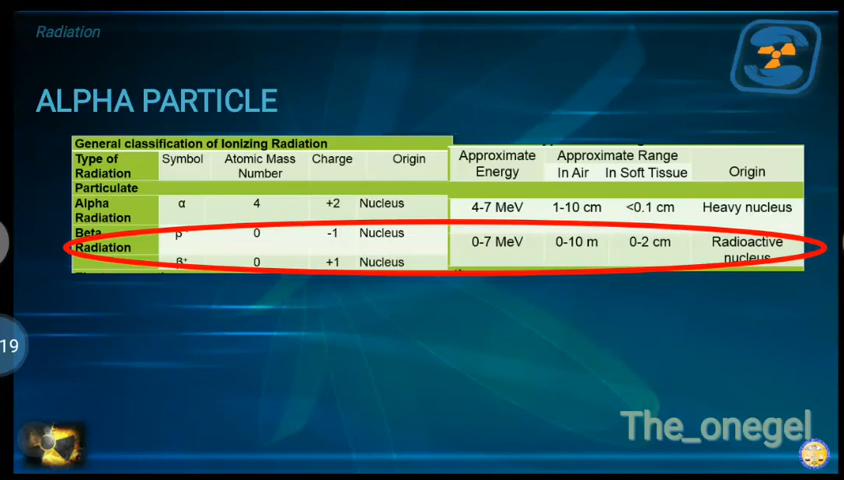 Radiation
ALPHA PARTICLE
General classification of Ionizing Radiation
Type of Radiation Symbol Atomic Mass Number Charge Origin Approximate Energy Approximate Range In Air In Soft Tissue Origin
Particulate
Alpha Radiation α 4 +2 Nucleus 4-7 MeV 1-10 cm <0.1 cm Heavy nucleus
Beta Radiation β⁻ 0 -1 Nucleus 0-7 MeV 0-10 m 0-2 cm Radioactive nucleus
β⁺ 0 +1 Nucleus
19
The_onegel